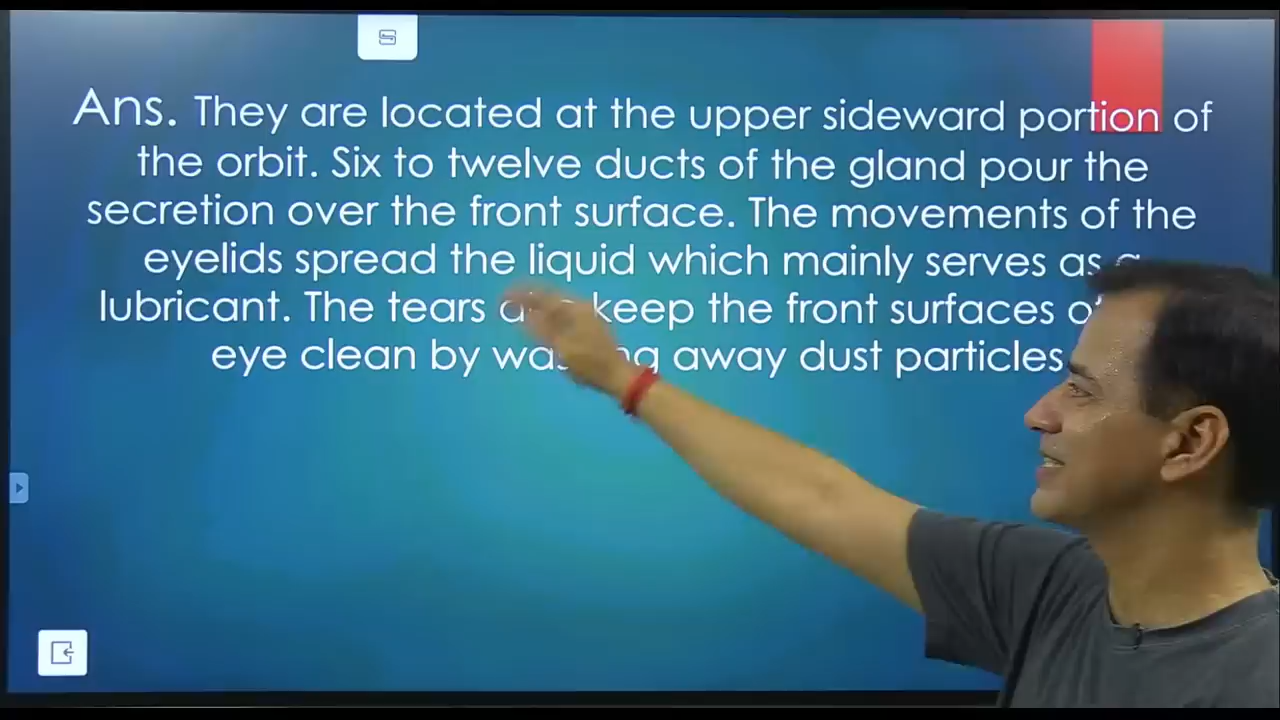 Ans. They are located at the upper sideward portion of
the orbit. Six to twelve ducts of the gland pour the
secretion over the front surface. The movements of the
eyelids spread the liquid which mainly serves as a
lubricant. The tears keep the front surfaces
eye clean by away dust particles